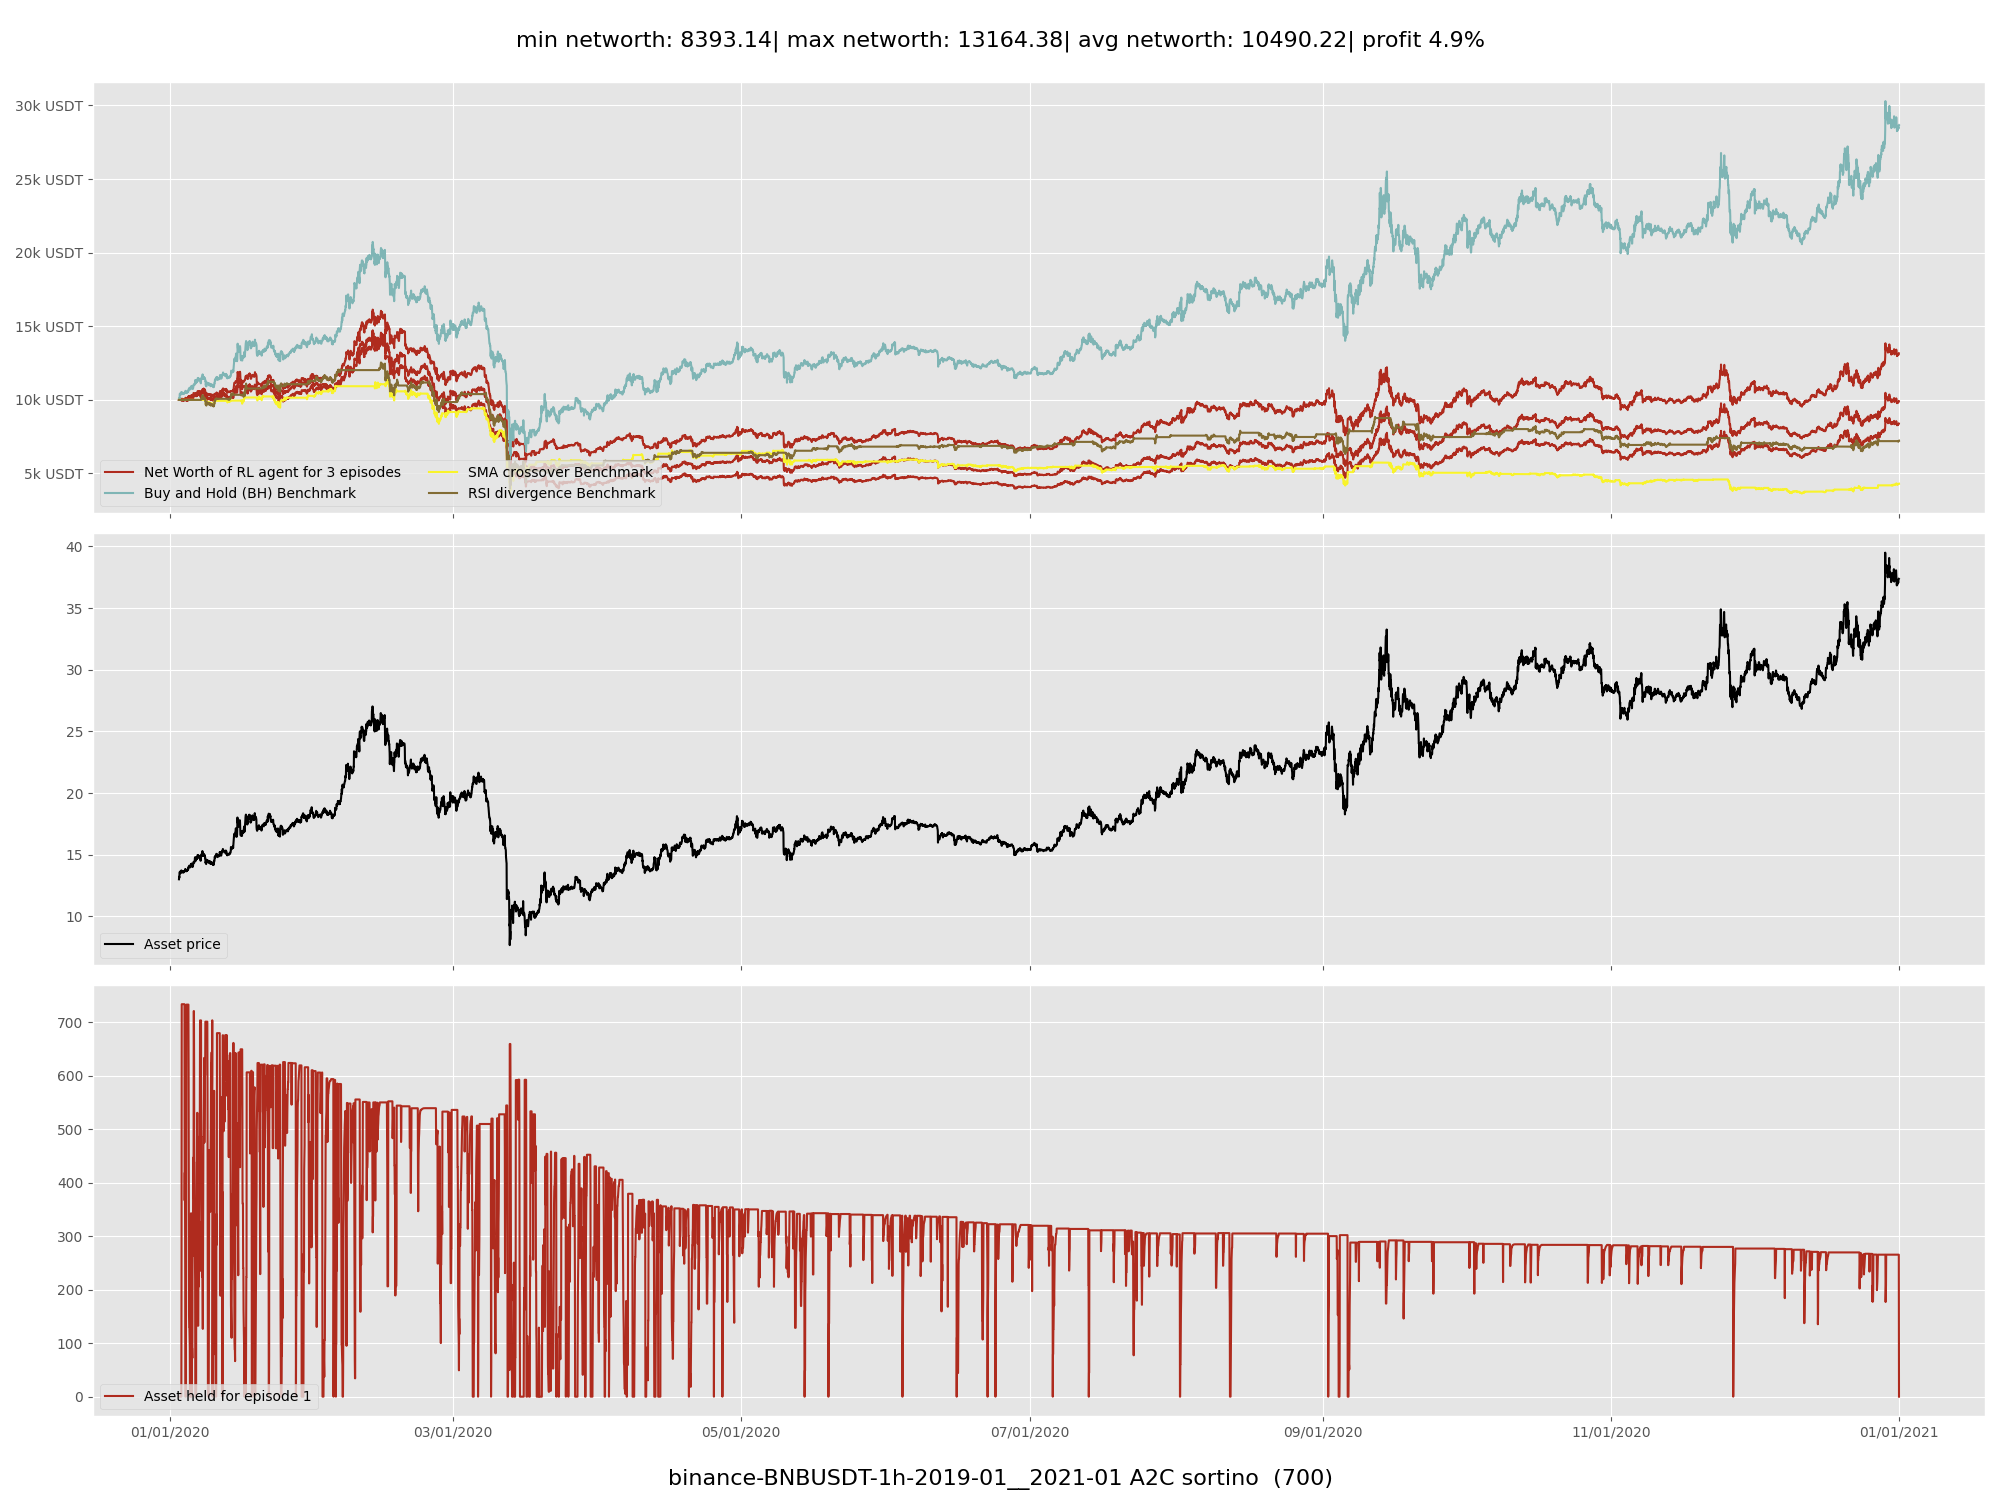 min networth: 8393.14| max networth: 13164.38| avg networth: 10490.22| profit 4.9%
30k USDT
25k USDT
20k USDT
15k USDT
10k USDT
5k USDT
Net Worth of RL agent for 3 episodes
Buy and Hold (BH) Benchmark
SMA crossover Benchmark
RSI divergence Benchmark
40
35
30
25
20
15
10
Asset price
700
600
500
400
300
200
100
0
Asset held for episode 1
01/01/2020 03/01/2020 05/01/2020 07/01/2020 09/01/2020 11/01/2020 01/01/2021
binance-BNBUSDT-1h-2019-01__2021-01 A2C sortino (700)